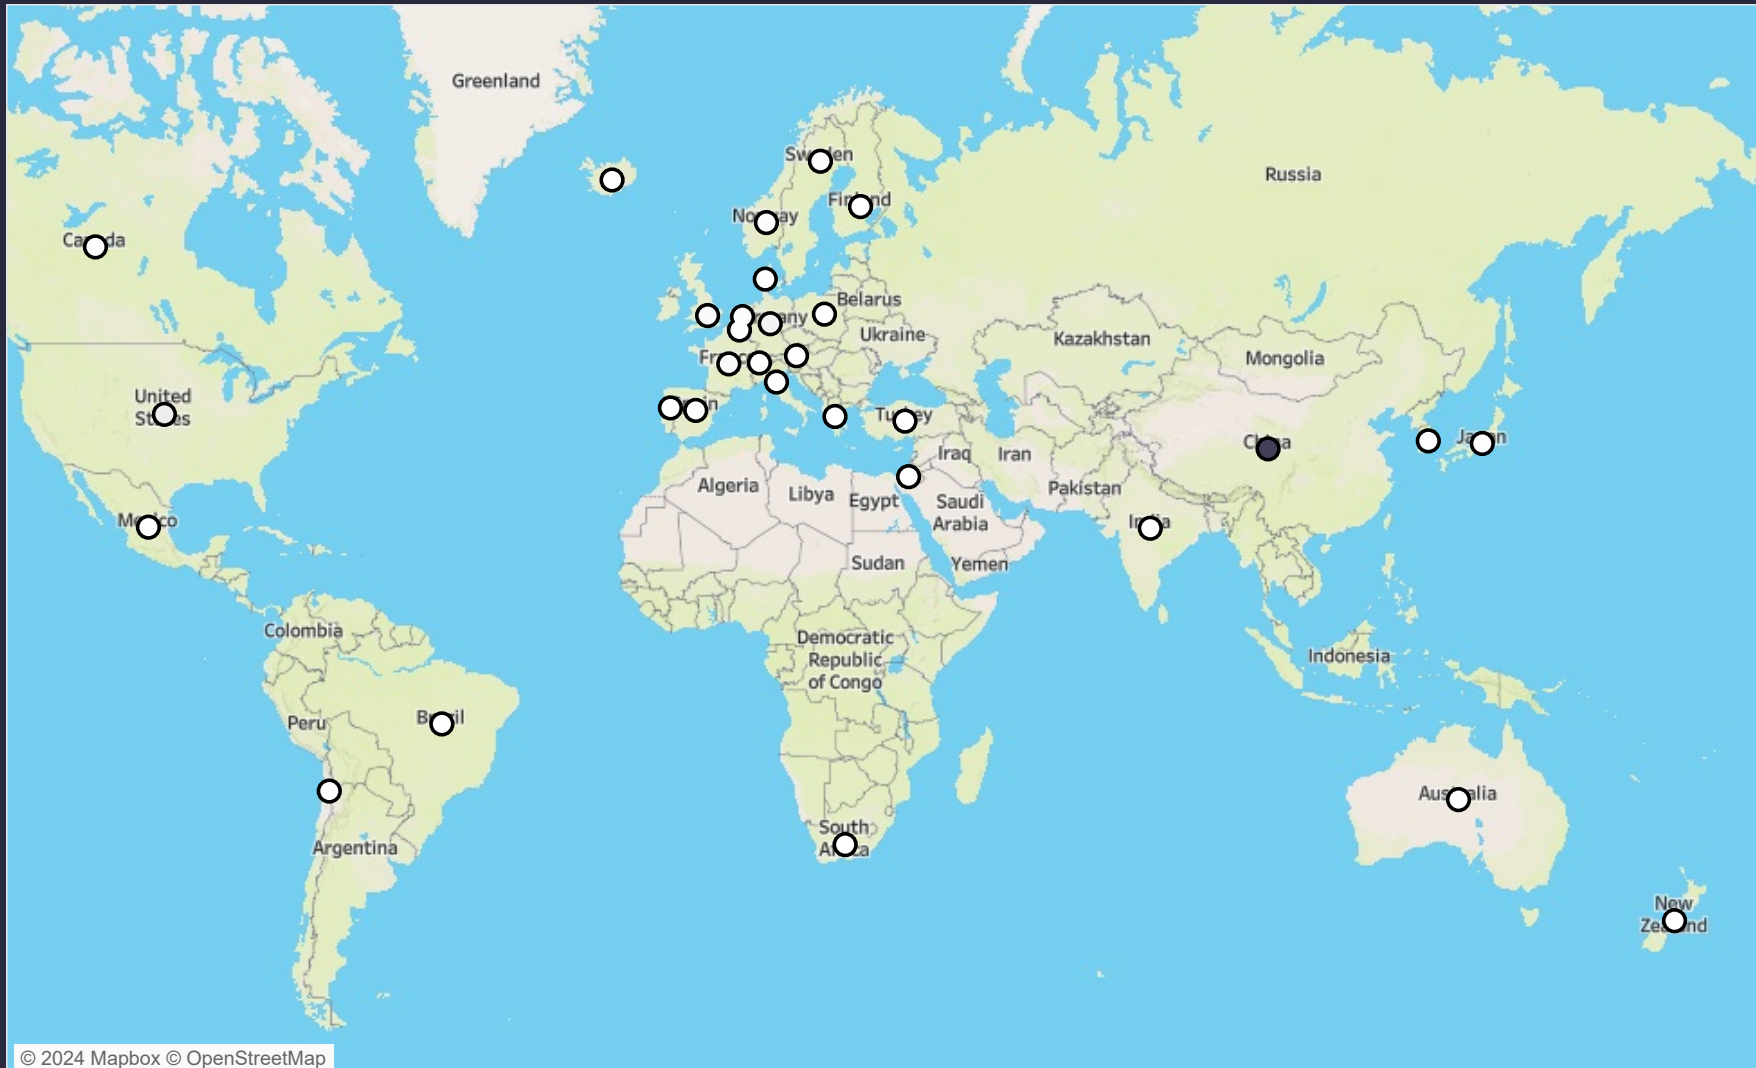 Greenland
Russia
Sweden
Finland
Norway
Canada
Belarus
Germany
Ukraine
Kazakhstan
Mongolia
France
United
States
Spain
Turkey
China
Japan
Iraq
Iran
Algeria
Libya
Egypt
Saudi
Arabia
Pakistan
Mexico
India
Sudan
Yemen
Colombia
Democratic
Republic
of Congo
Indonesia
Peru
Brazil
Australia
South
Africa
Argentina
New
Zealand
© 2024 Mapbox © OpenStreetMap